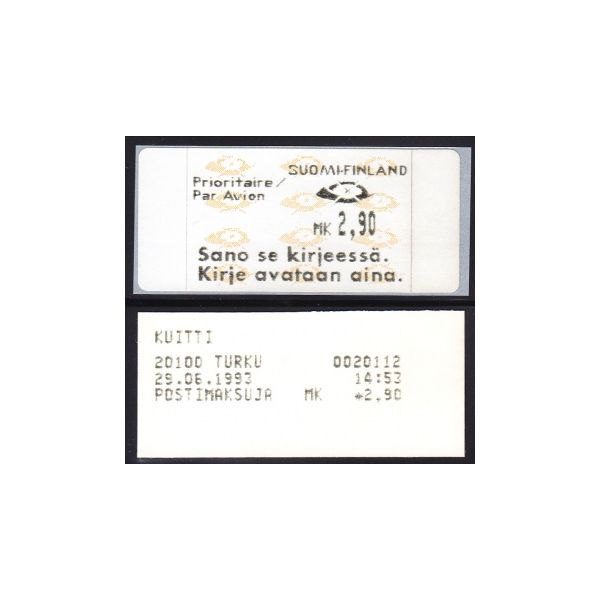 SUOMI-FINLAND
Prioritaire/
Par Avion
MK 2,90
Sano se kirjeessä.
Kirje avataan aina.
KUITTI
20100 TURKU 0020112
29.06.1993 14:53
POSTIMAKSUJA MK *2,90